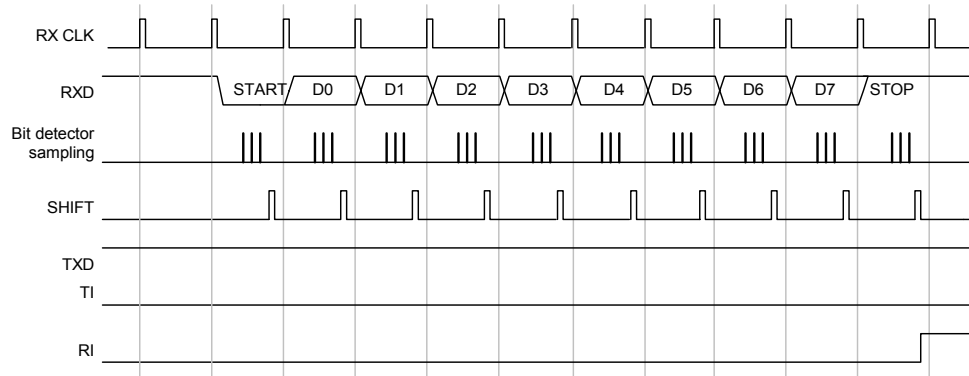 RX CLK
RXD
START D0 D1 D2 D3 D4 D5 D6 D7 STOP
Bit detector
sampling
SHIFT
TXD
TI
RI